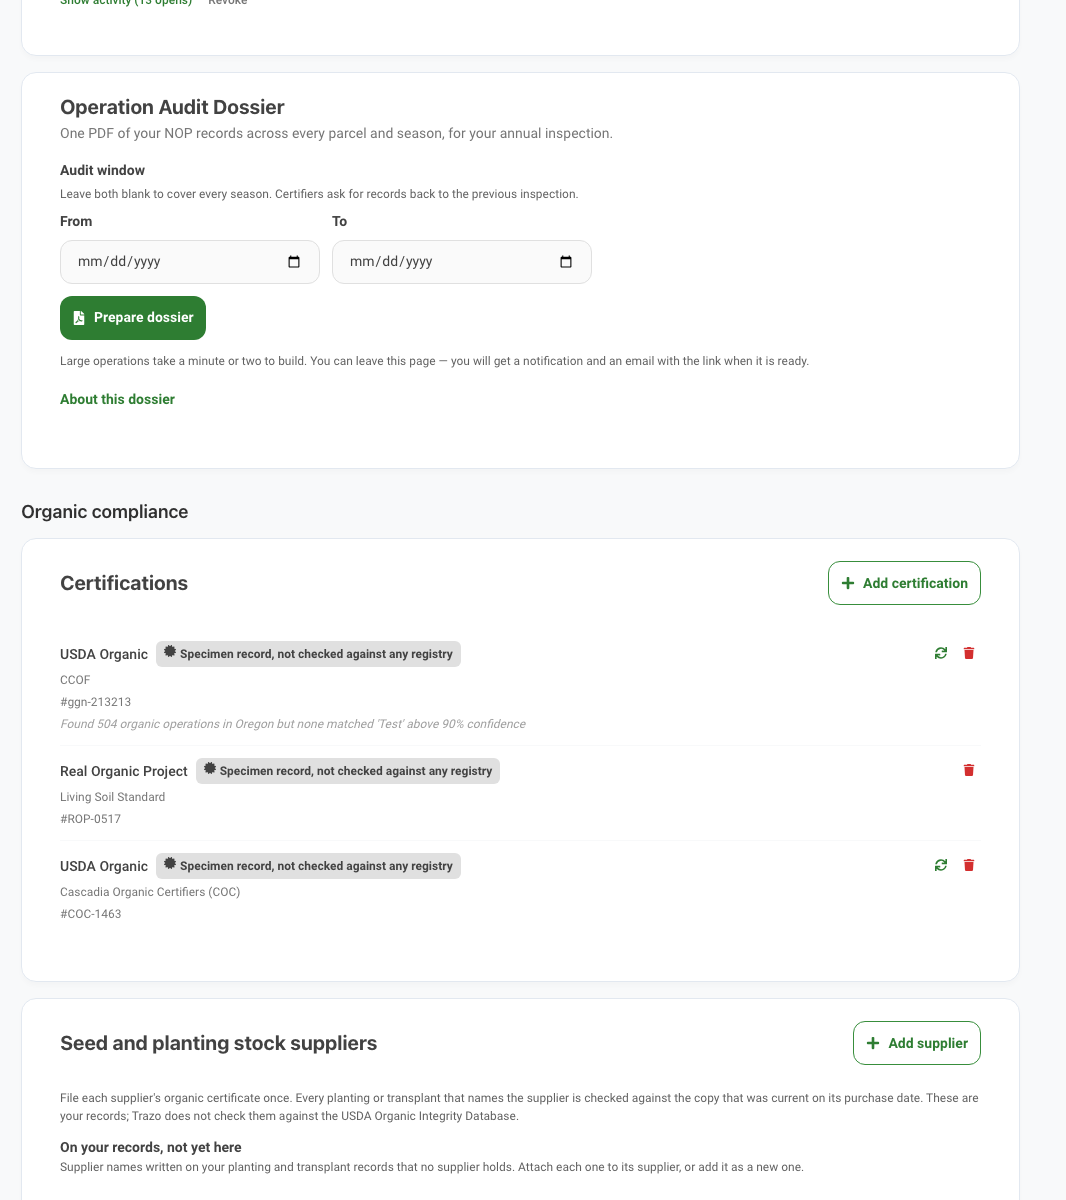 Show activity (13 opens) Revoke
Operation Audit Dossier
One PDF of your NOP records across every parcel and season, for your annual inspection.
Audit window
Leave both blank to cover every season. Certifiers ask for records back to the previous inspection.
From To
mm/dd/yyyy mm/dd/yyyy
Prepare dossier
Large operations take a minute or two to build. You can leave this page — you will get a notification and an email with the link when it is ready.
About this dossier
Organic compliance
Certifications
Add certification
USDA Organic Specimen record, not checked against any registry
CCOF
#ggn-213213
Found 504 organic operations in Oregon but none matched 'Test' above 90% confidence
Real Organic Project Specimen record, not checked against any registry
Living Soil Standard
#ROP-0517
USDA Organic Specimen record, not checked against any registry
Cascadia Organic Certifiers (COC)
#COC-1463
Seed and planting stock suppliers
Add supplier
File each supplier's organic certificate once. Every planting or transplant that names the supplier is checked against the copy that was current on its purchase date. These are
your records; Trazo does not check them against the USDA Organic Integrity Database.
On your records, not yet here
Supplier names written on your planting and transplant records that no supplier holds. Attach each one to its supplier, or add it as a new one.